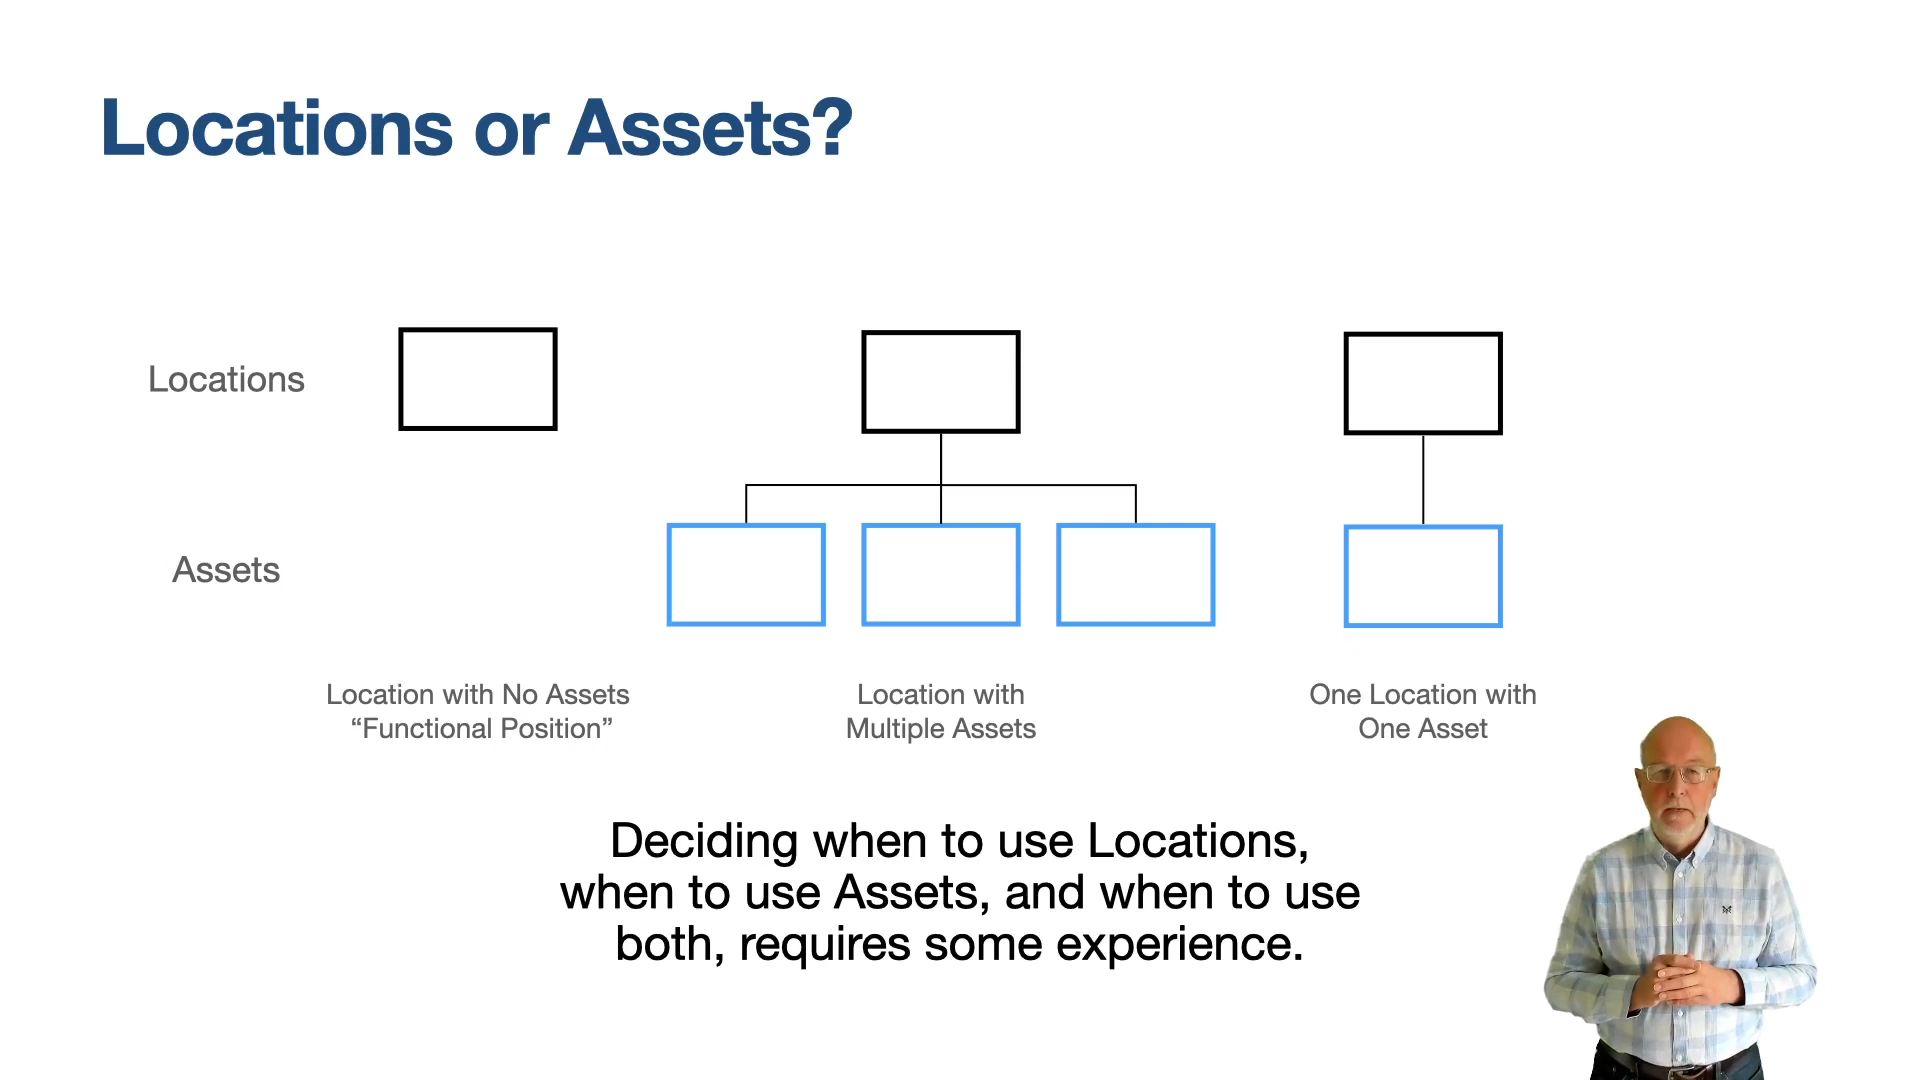 Locations or Assets?
Locations
Assets
Location with No Assets
“Functional Position”
Location with
Multiple Assets
One Location with
One Asset
Deciding when to use Locations,
when to use Assets, and when to use
both, requires some experience.